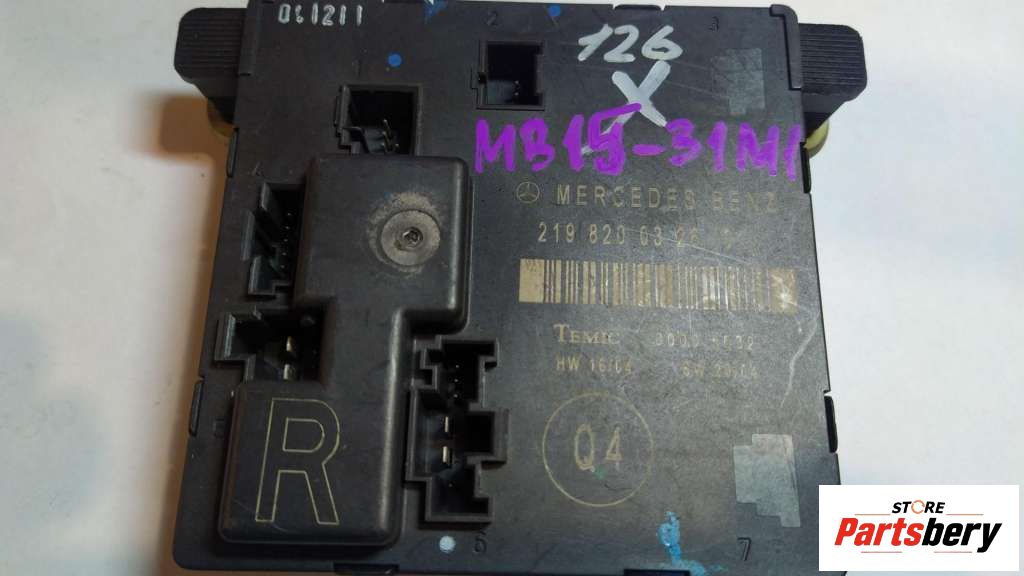 041211
2 3
126
X
1
MB15-31M1
MERCEDES BENZ
219 820 03 26
TEMIC
HW 16/04
R
Q4
6 7
STORE
Partsbery